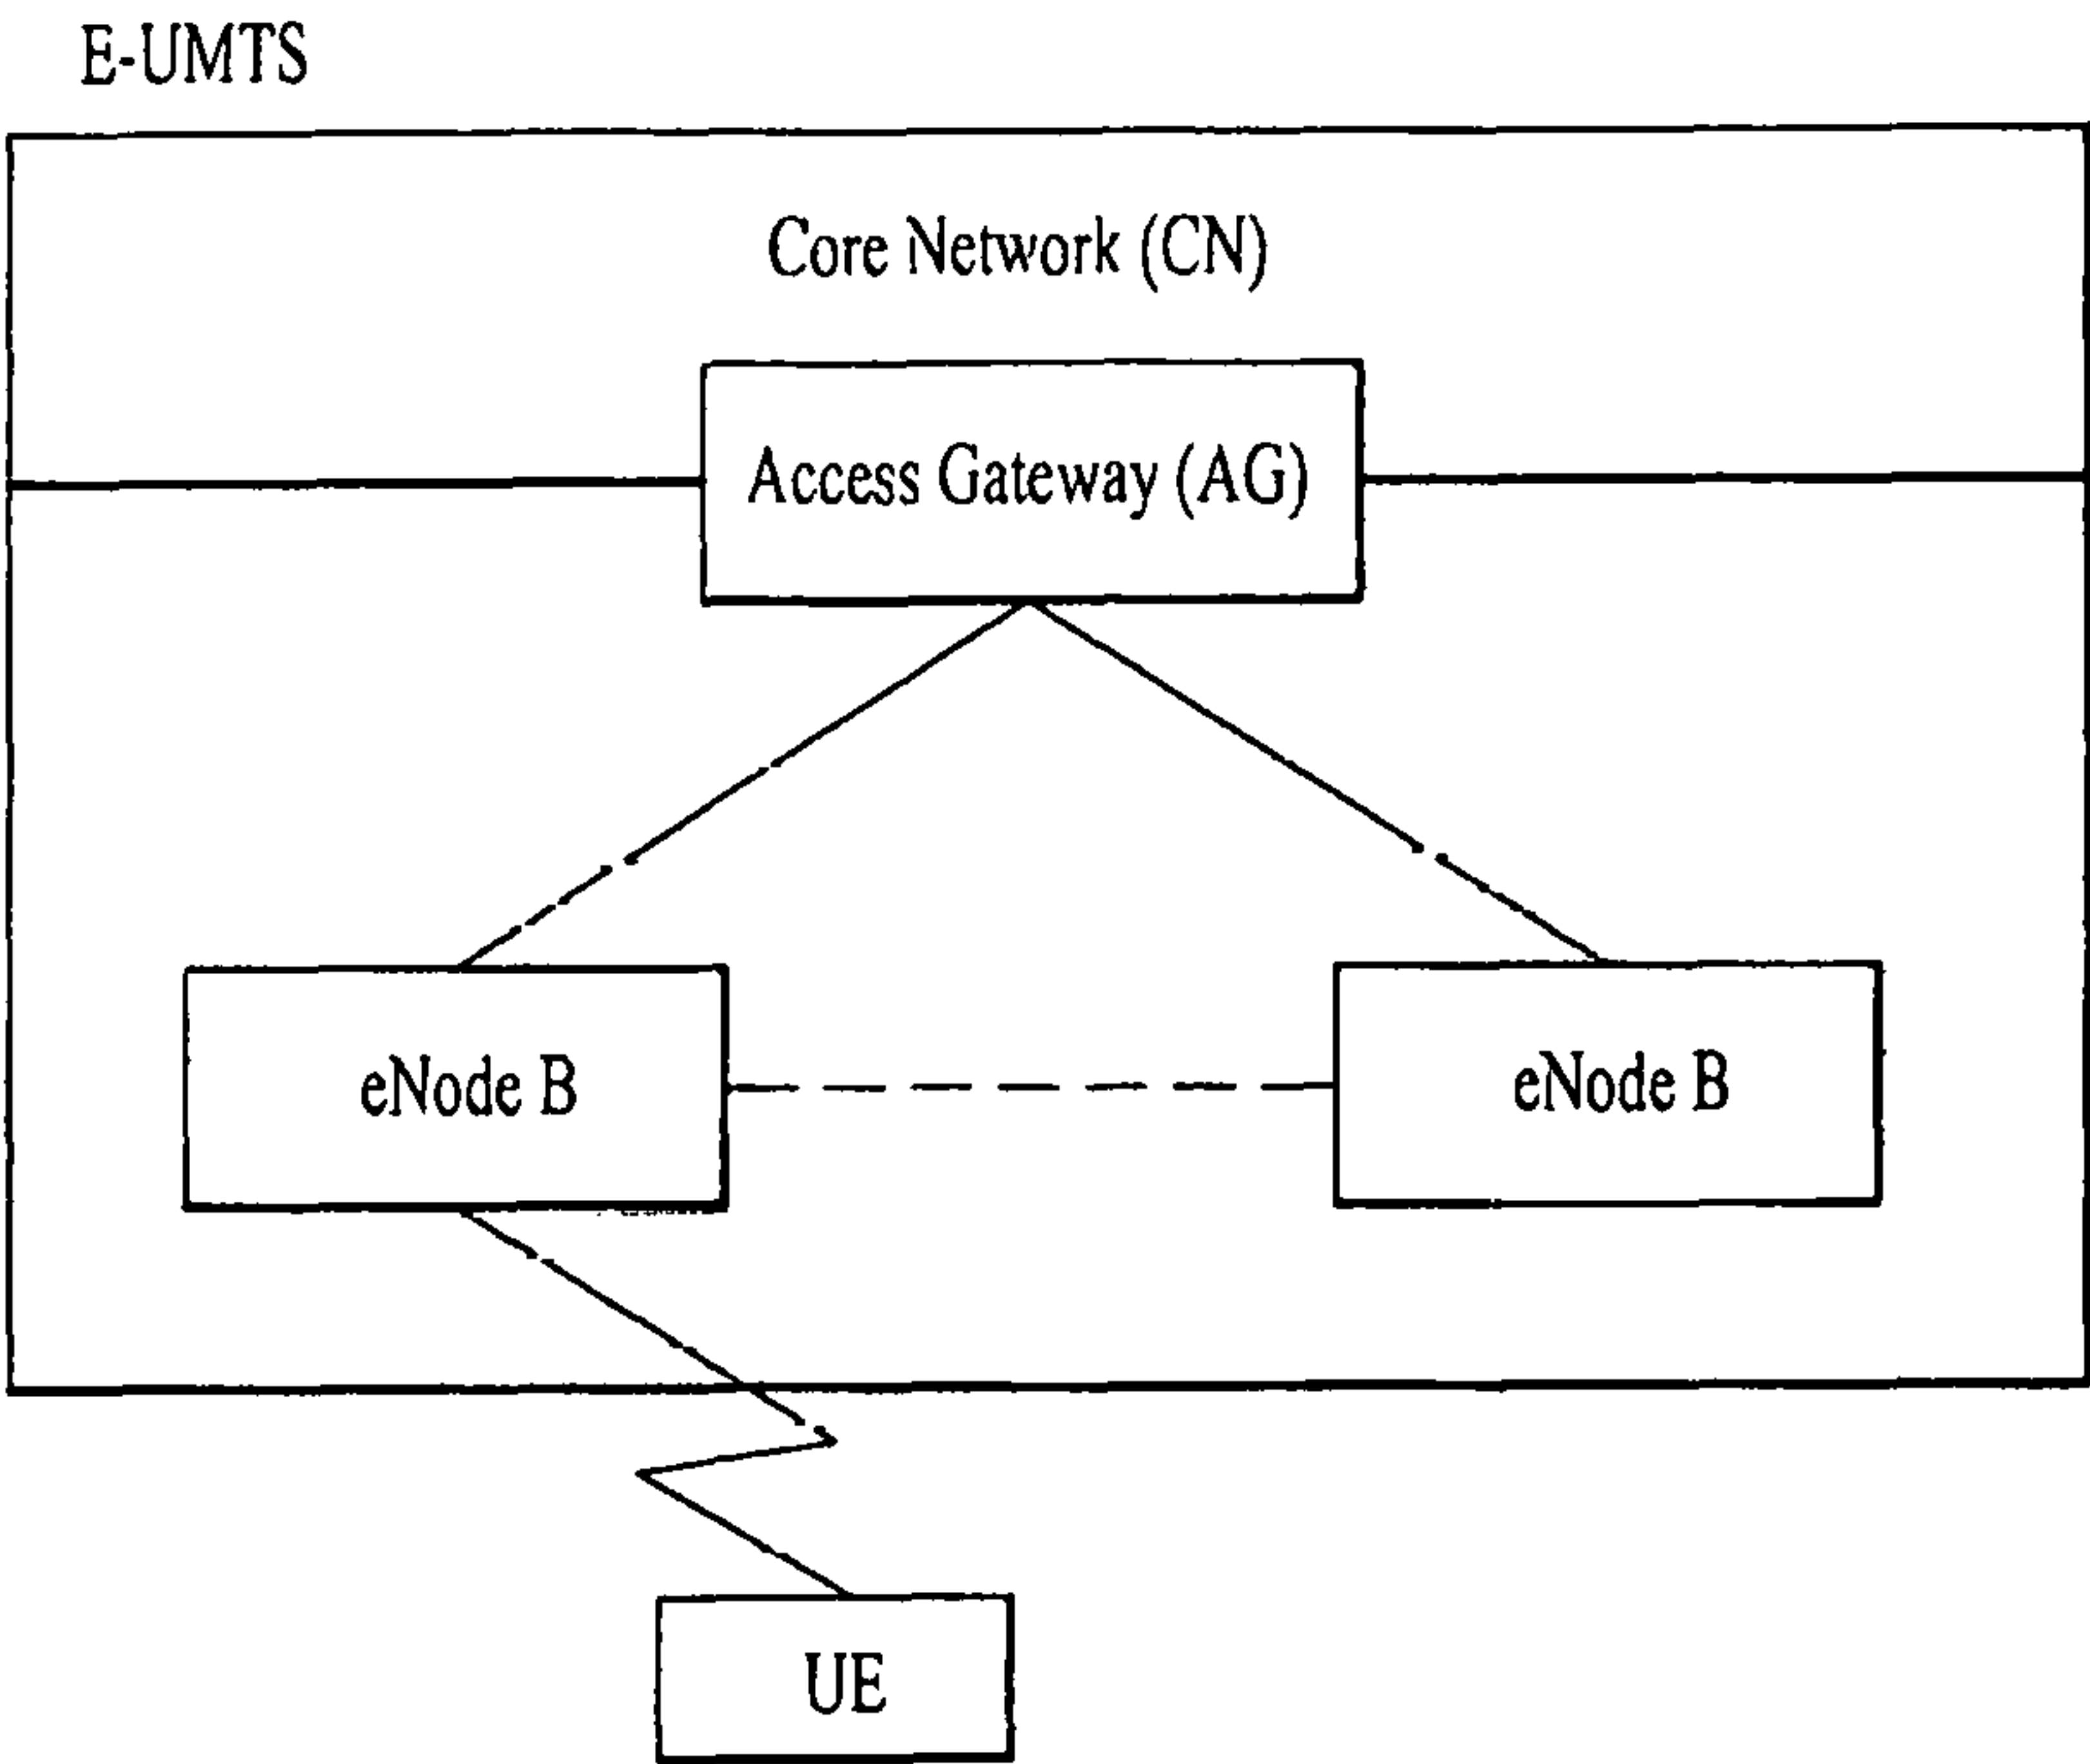 E-UMTS
Core Network (CN)
Access Gateway (AG)
eNode B
eNode B
UE